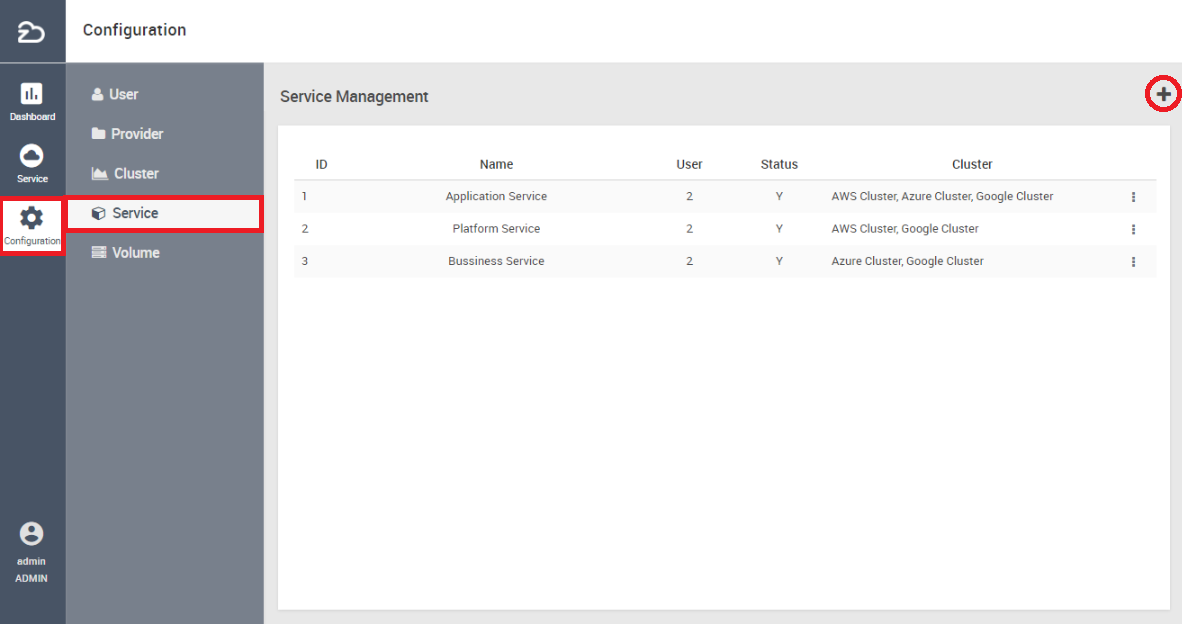 Configuration
Dashboard
Service
Configuration
admin
ADMIN
User
Provider
Cluster
Service
Volume
Service Management
ID Name User Status Cluster
1 Application Service 2 Y AWS Cluster, Azure Cluster, Google Cluster
2 Platform Service 2 Y AWS Cluster, Google Cluster
3 Bussiness Service 2 Y Azure Cluster, Google Cluster